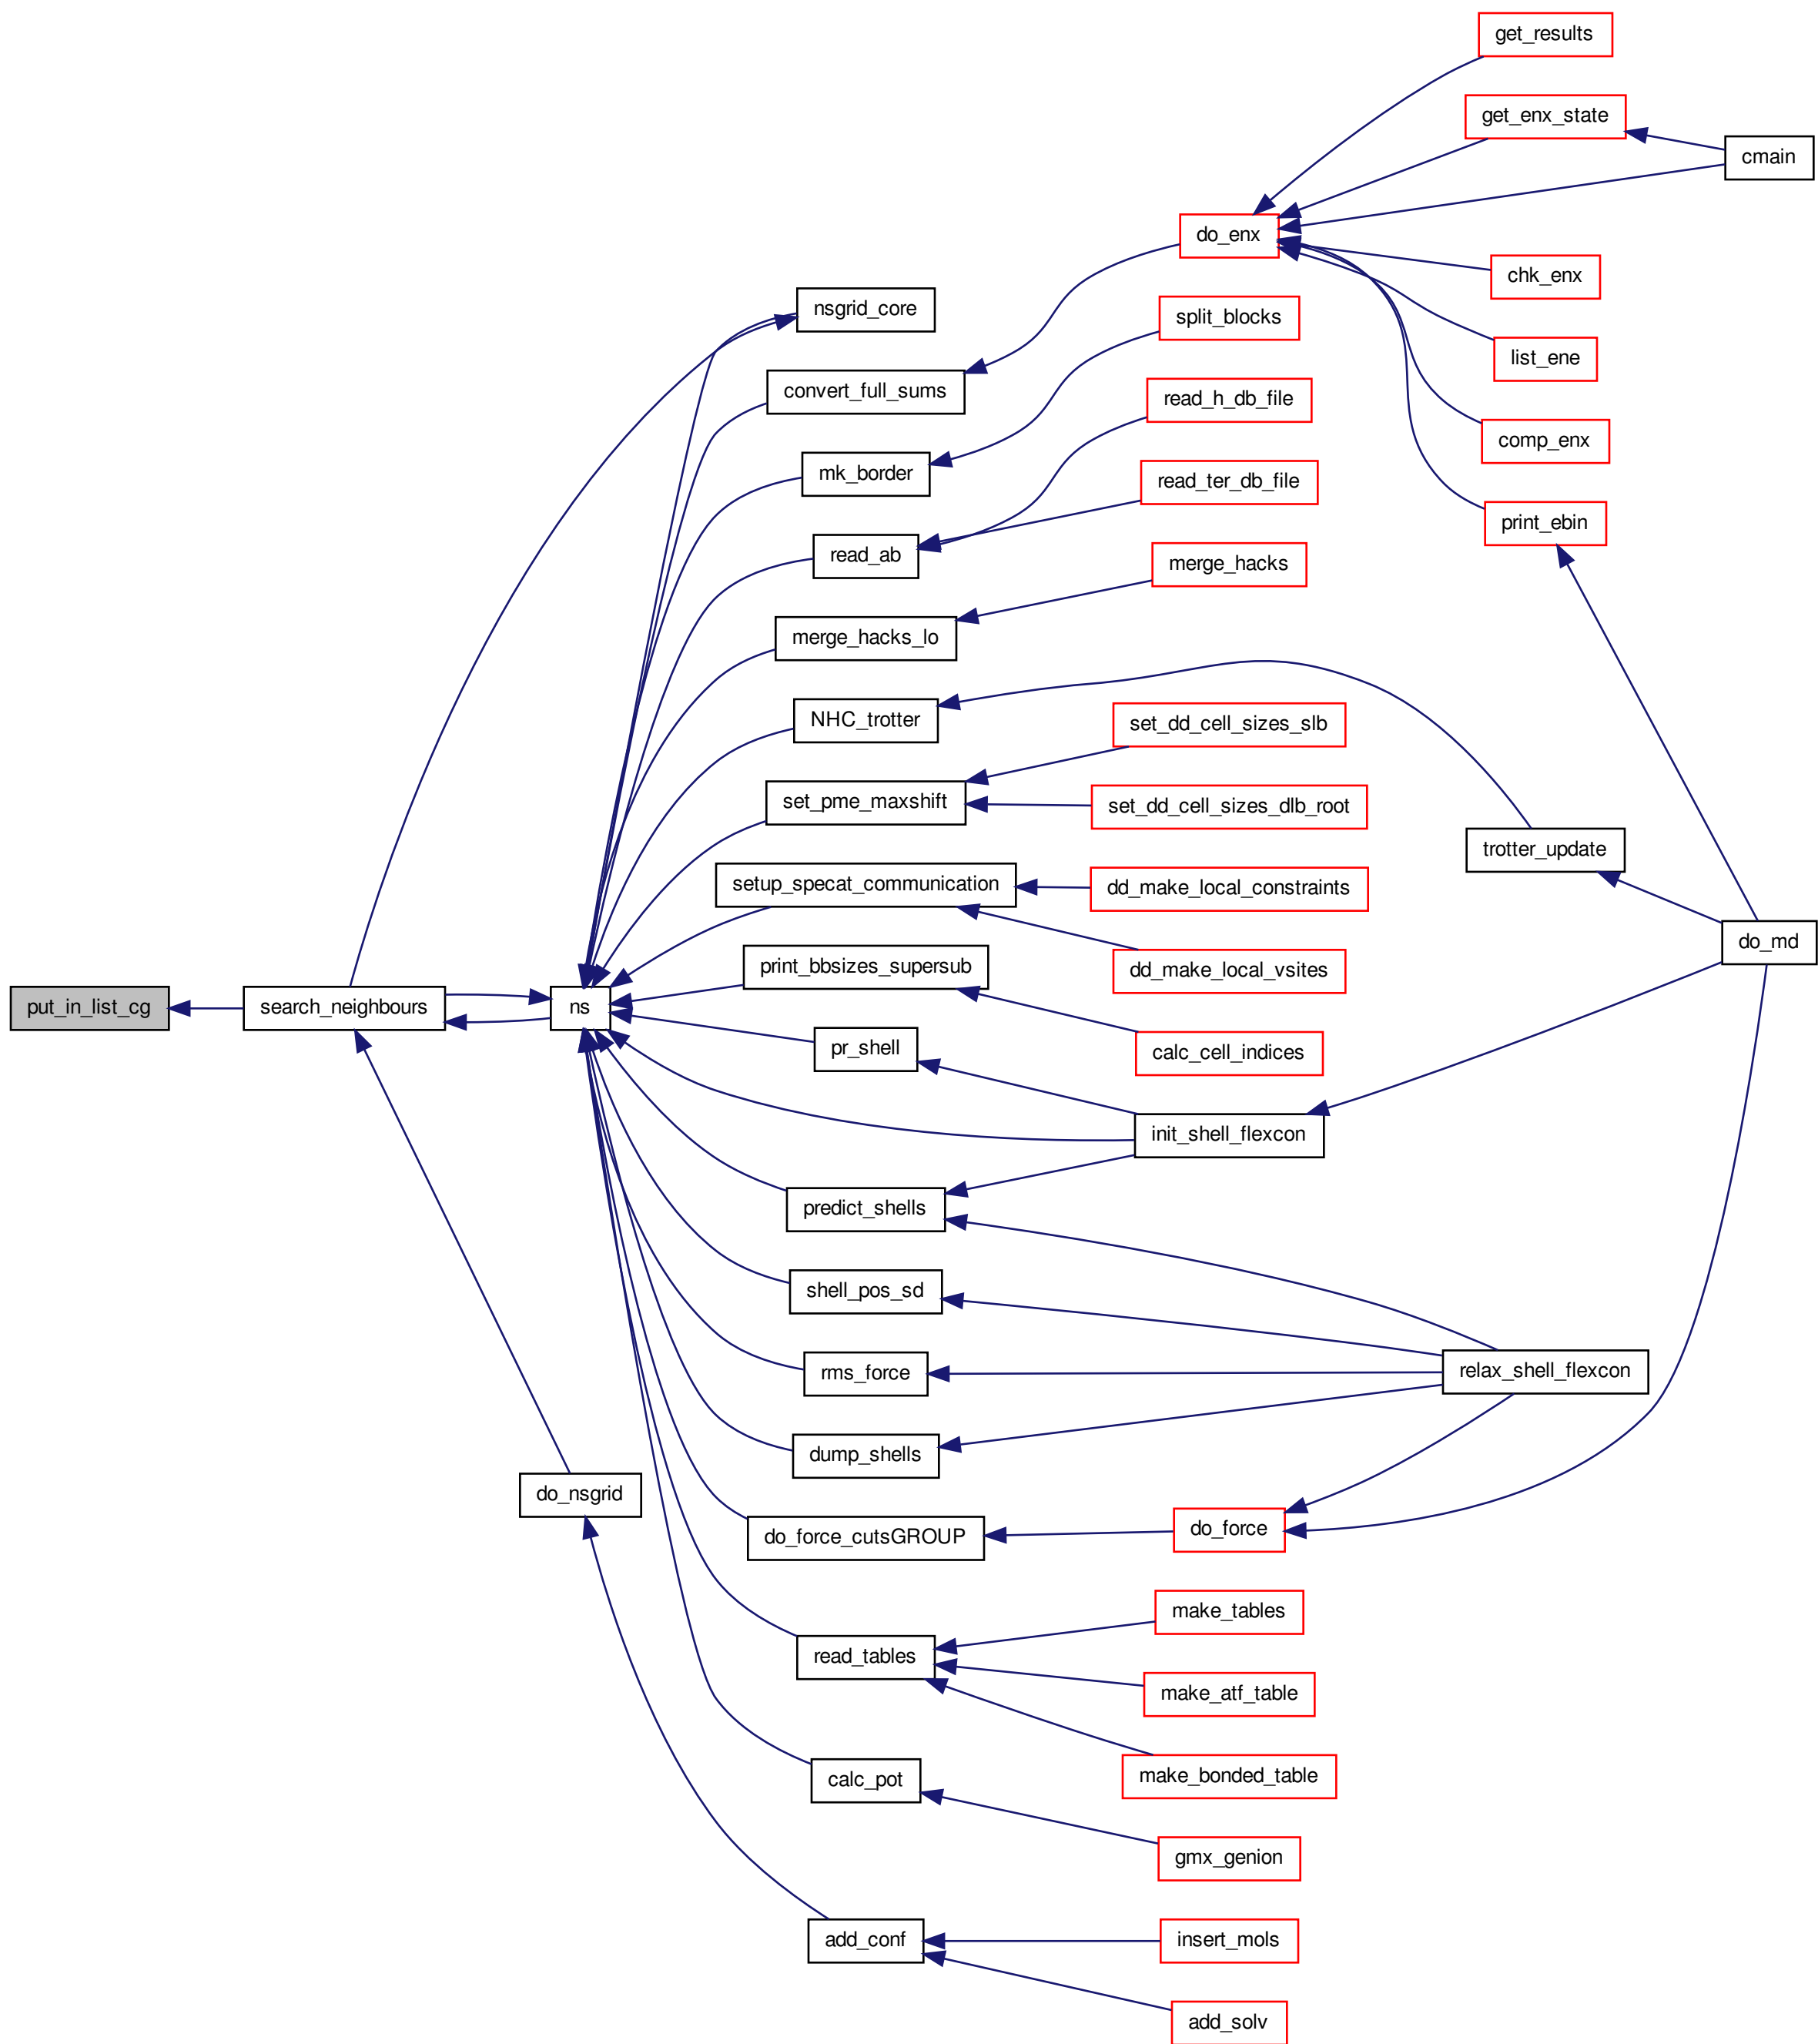 get_results
get_enx_state
cmain
do_enx
chk_enx
nsgrid_core
split_blocks
list_ene
convert_full_sums
read_h_db_file
comp_enx
mk_border
read_ter_db_file
print_ebin
read_ab
merge_hacks
merge_hacks_lo
NHC_trotter
set_dd_cell_sizes_slb
set_pme_maxshift
set_dd_cell_sizes_dlb_root
trotter_update
setup_specat_communication
dd_make_local_constraints
do_md
print_bbsizes_supersub
dd_make_local_vsites
put_in_list_cg
search_neighbours
ns
pr_shell
calc_cell_indices
init_shell_flexcon
predict_shells
shell_pos_sd
rms_force
relax_shell_flexcon
dump_shells
do_nsgrid
do_force_cutsGROUP
do_force
make_tables
read_tables
make_atf_table
make_bonded_table
calc_pot
gmx_genion
add_conf
insert_mols
add_solv